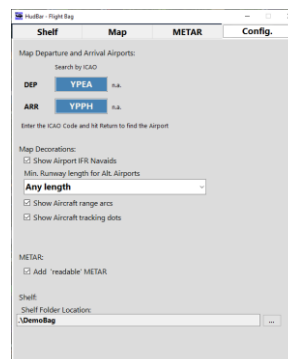 HudBar - Flight Bag
Shelf Map METAR Config.
Map Departure and Arrival Airports:
Search by ICAO
DEP YPEA n.a.
ARR YPPH n.a.
Enter the ICAO Code and hit Return to find the Airport
Map Decorations:
Show Airport IFR Navaids
Min. Runway length for Alt. Airports
Any length
Show Aircraft range arcs
Show Aircraft tracking dots
METAR:
Add 'readable' METAR
Shelf:
Shelf Folder Location:
.\DemoBag
...